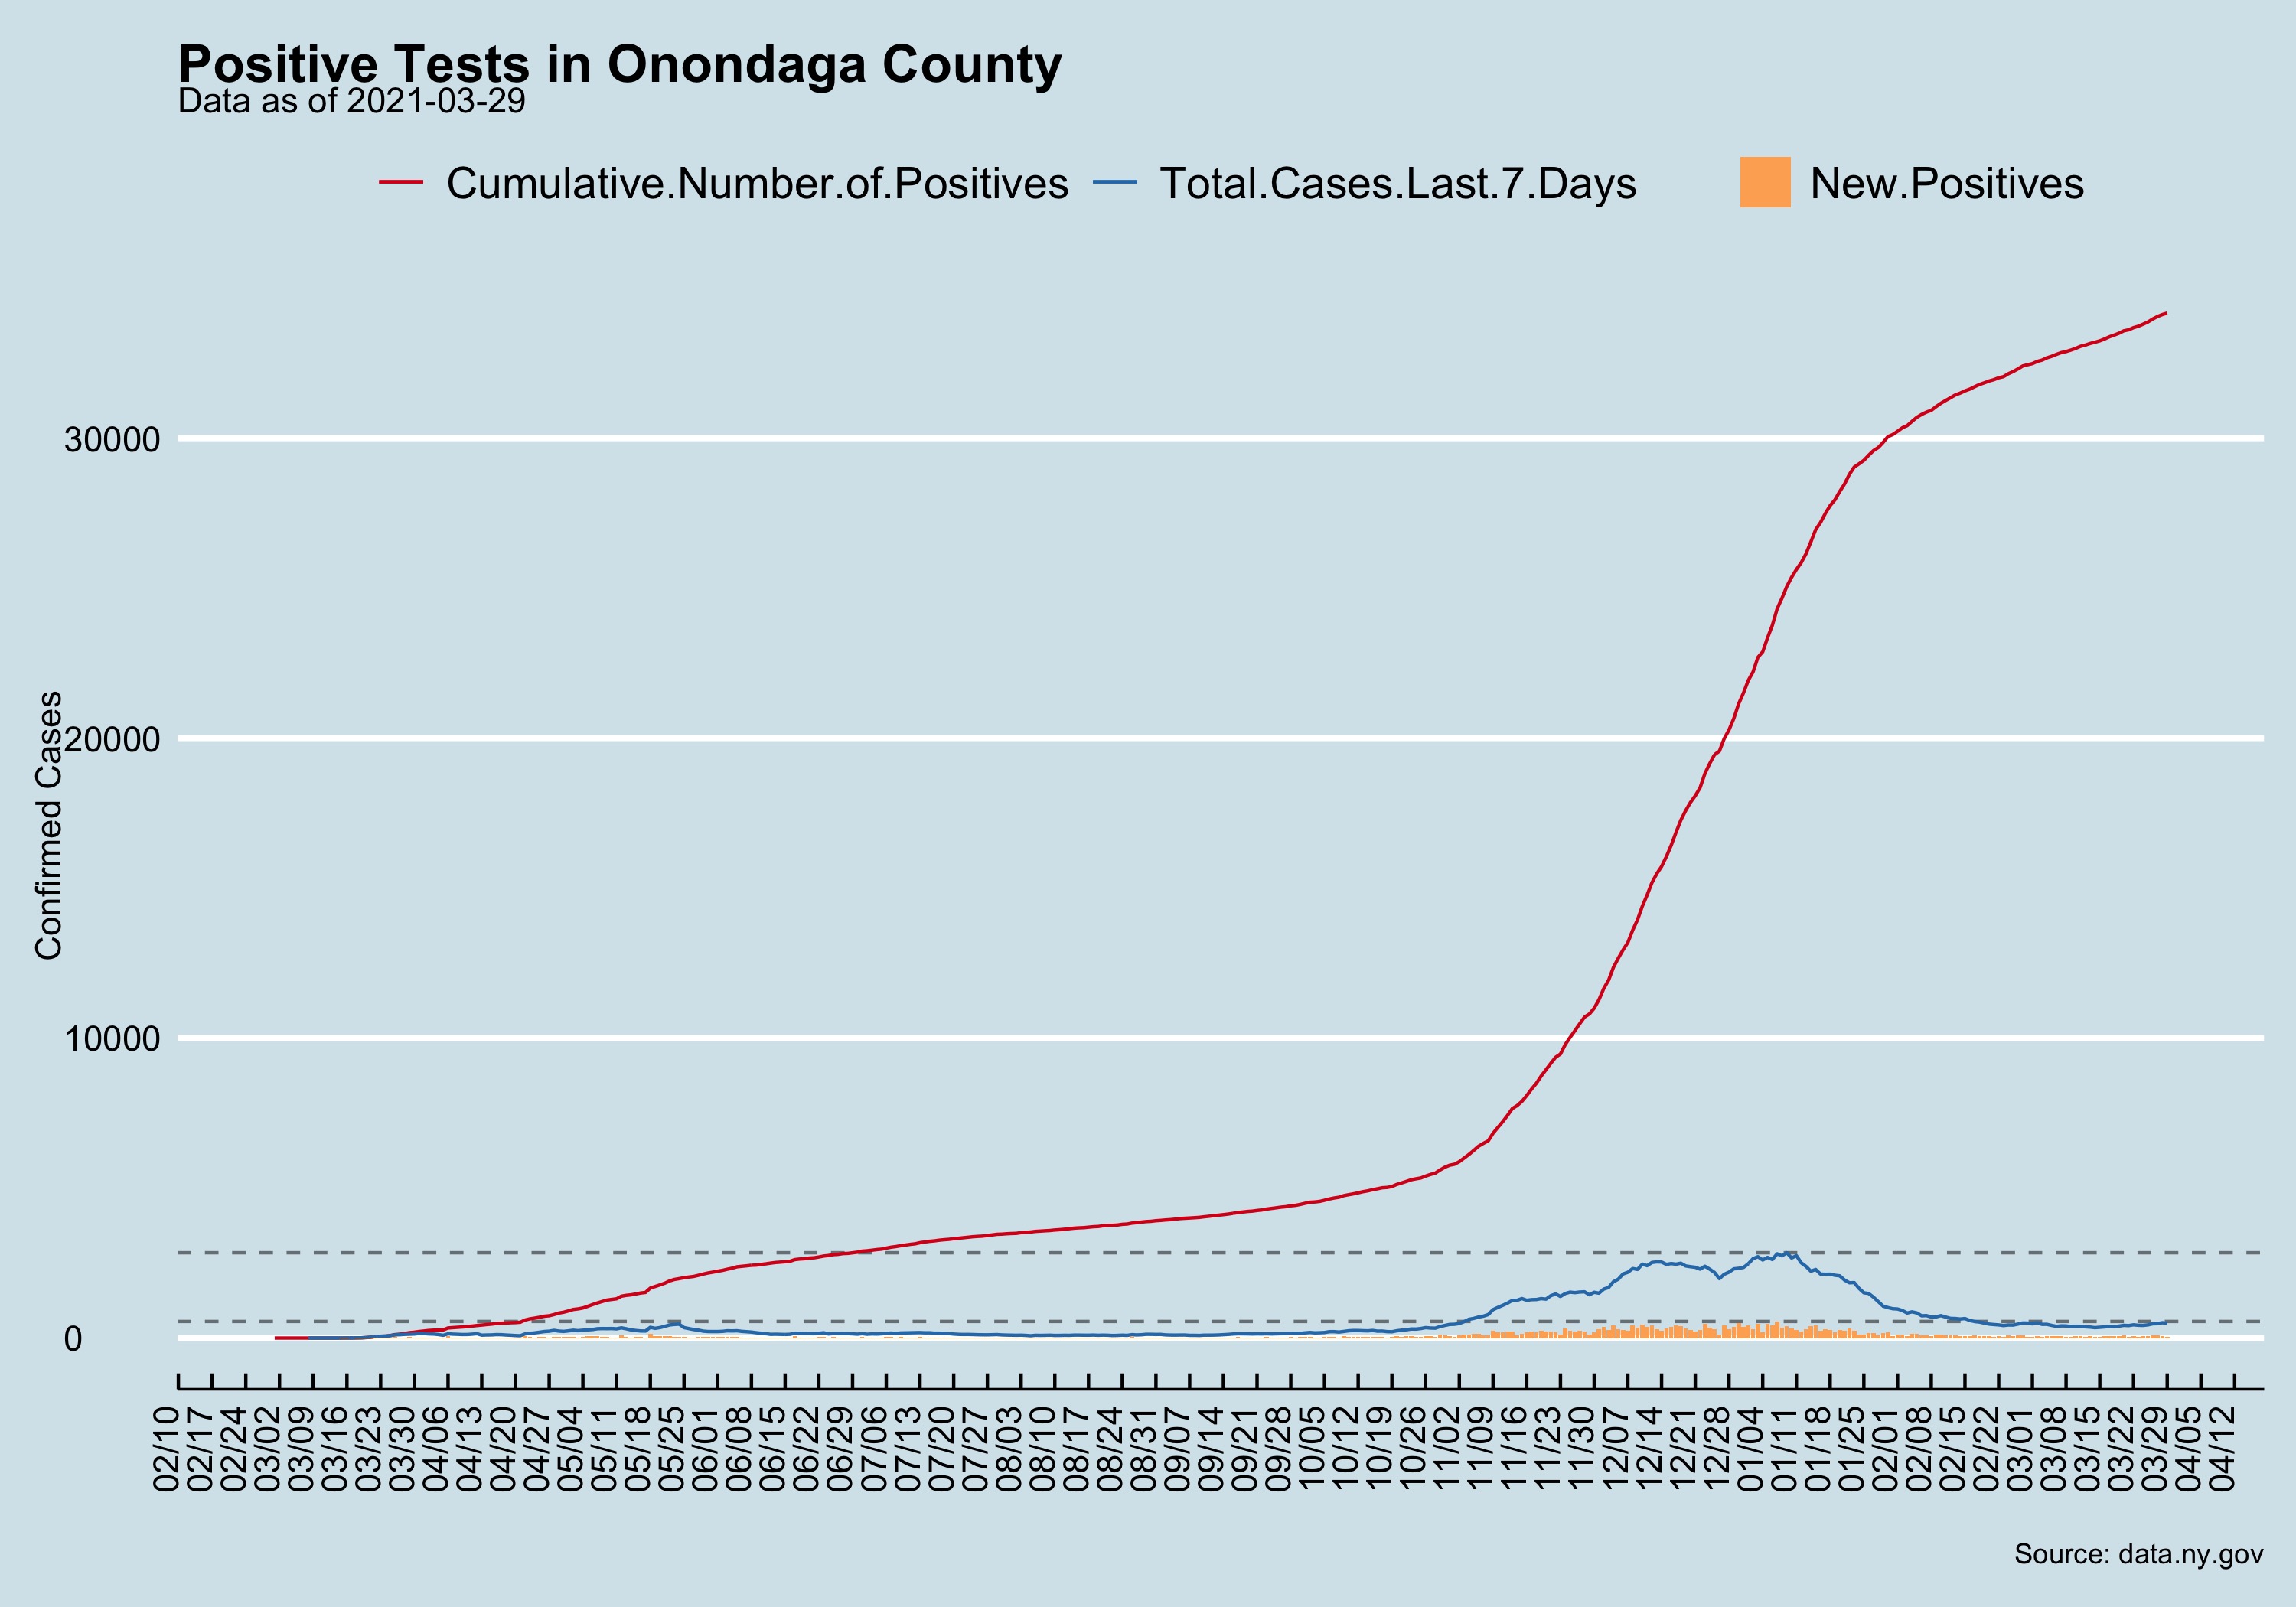 Positive Tests in Onondaga County
Data as of 2021-03-29
Cumulative.Number.of.Positives Total.Cases.Last.7.Days New.Positives
Confirmed Cases
30000
20000
10000
0
02/10 02/17 02/24 03/02 03/09 03/16 03/23 03/30 04/06 04/13 04/20 04/27 05/04 05/11 05/18 05/25 06/01 06/08 06/15 06/22 06/29 07/06 07/13 07/20 07/27 08/03 08/10 08/17 08/24 08/31 09/07 09/14 09/21 09/28 10/05 10/12 10/19 10/26 11/02 11/09 11/16 11/23 11/30 12/07 12/14 12/21 12/28 01/04 01/11 01/18 01/25 02/01 02/08 02/15 02/22 03/01 03/08 03/15 03/22 03/29 04/05 04/12
Source: data.ny.gov